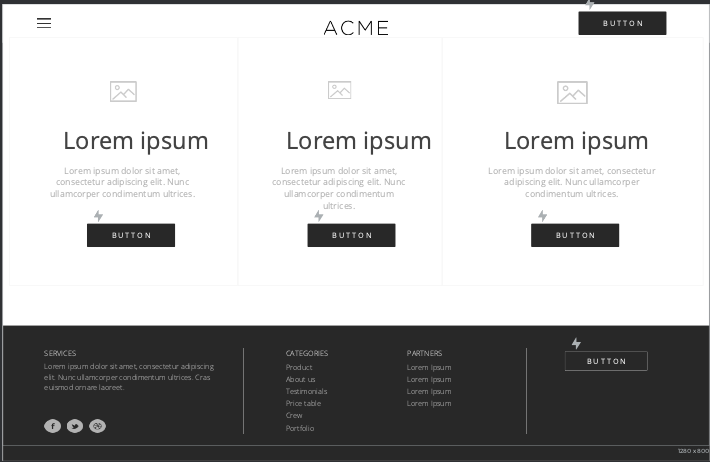 ACME
BUTTON
Lorem ipsum
Lorem ipsum dolor sit amet,
consectetur adipiscing elit. Nunc
ullamcorper condimentum ultrices.
BUTTON
Lorem ipsum
Lorem ipsum dolor sit amet,
consectetur adipiscing elit. Nunc
ullamcorper condimentum
ultrices.
BUTTON
Lorem ipsum
Lorem ipsum dolor sit amet, consectetur
adipiscing elit. Nunc ullamcorper
condimentum ultrices.
BUTTON
SERVICES
Lorem ipsum dolor sit amet, consectetur adipiscing
elit. Nunc ullamcorper condimentum ultrices. Cras
euismod ornare laoreet.
CATEGORIES
Product
About us
Testimonials
Price table
Crew
Portfolio
PARTNERS
Lorem Ipsum
Lorem Ipsum
Lorem Ipsum
Lorem Ipsum
BUTTON
1280 x 800